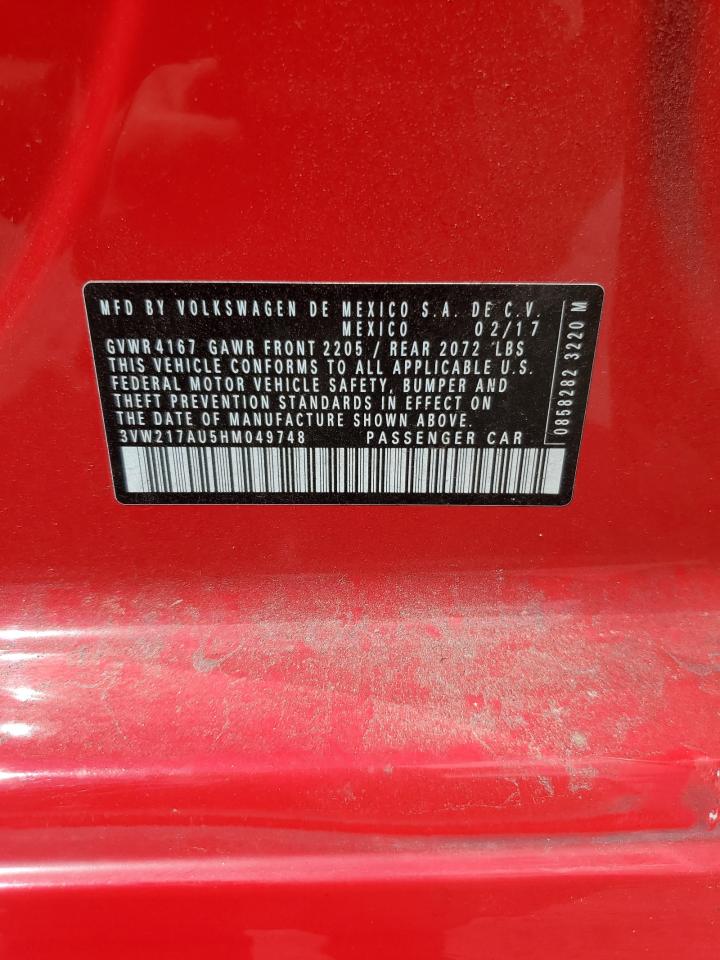 MFD BY VOLKSWAGEN DE MEXICO S.A. DE C.V.
MEXICO 02/17
GVWR 4167 GAWR FRONT 2205 / REAR 2072 LBS
THIS VEHICLE CONFORMS TO ALL APPLICABLE U.S.
FEDERAL MOTOR VEHICLE SAFETY, BUMPER AND
THEFT PREVENTION STANDARDS IN EFFECT ON
THE DATE OF MANUFACTURE SHOWN ABOVE.
3VW217AU5HM049748 PASSENGER CAR
0858282 3220 M